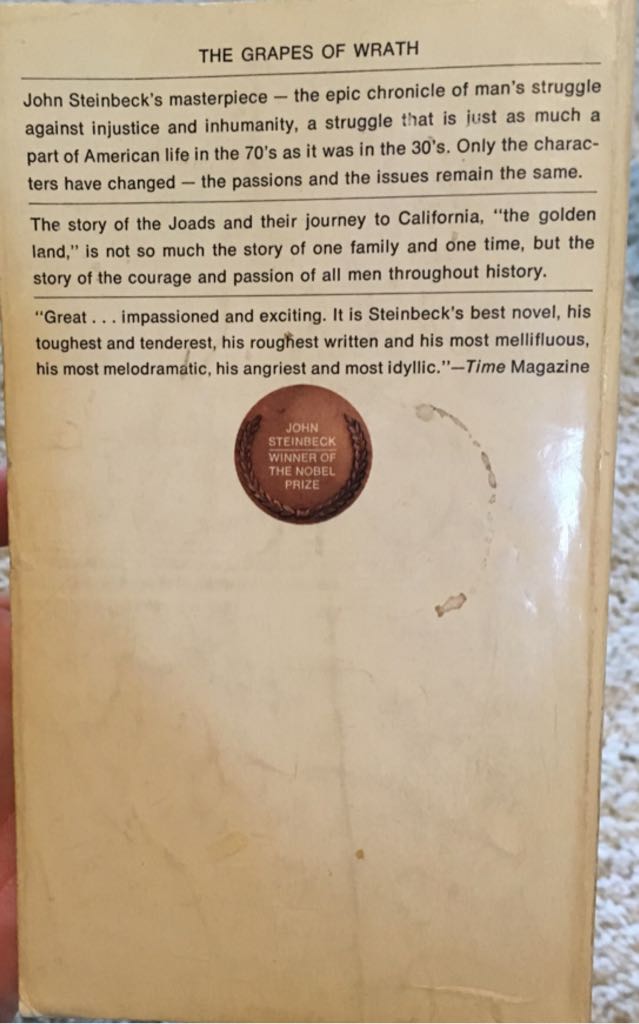 THE GRAPES OF WRATH
John Steinbeck's masterpiece — the epic chronicle of man's struggle
against injustice and inhumanity, a struggle that is just as much a
part of American life in the 70's as it was in the 30's. Only the charac-
ters have changed — the passions and the issues remain the same.
The story of the Joads and their journey to California, "the golden
land," is not so much the story of one family and one time, but the
story of the courage and passion of all men throughout history.
"Great . . . impassioned and exciting. It is Steinbeck's best novel, his
toughest and tenderest, his roughest written and his most mellifluous,
his most melodramatic, his angriest and most idyllic."—Time Magazine
JOHN
STEINBECK
WINNER OF
THE NOBEL
PRIZE